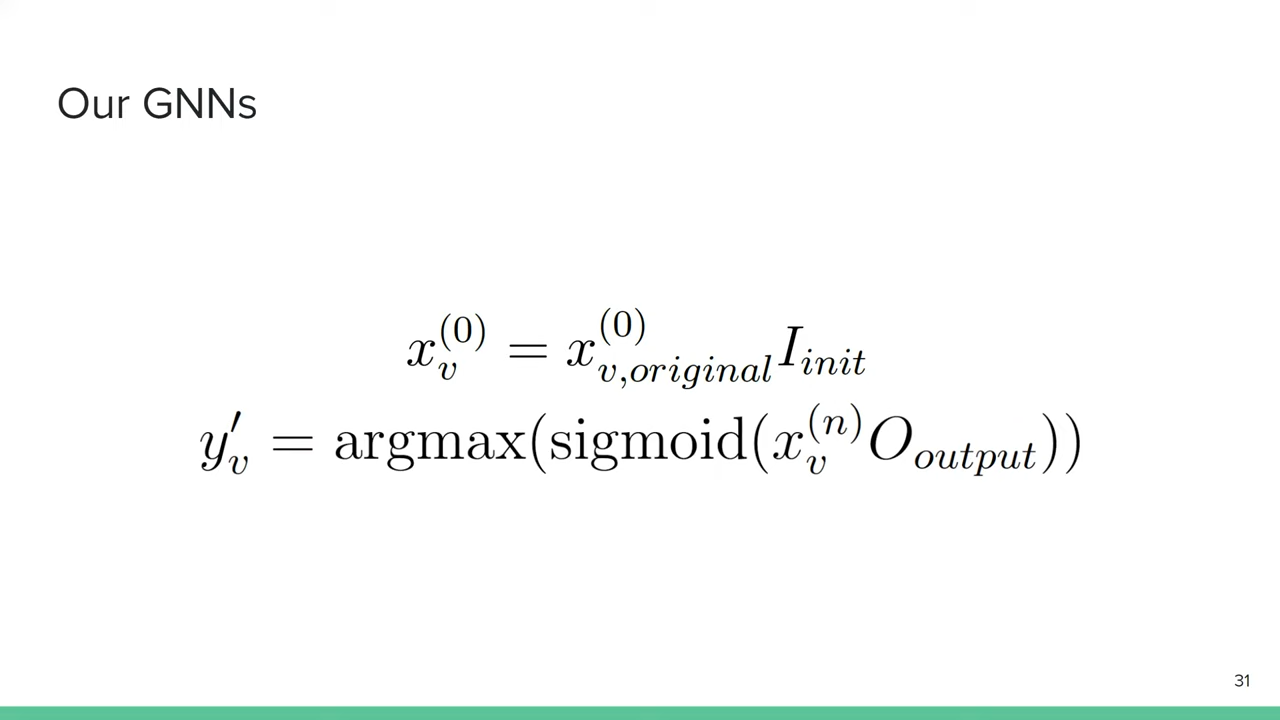 Our GNNs
x_v^{(0)} = x_{v,original}^{(0)} I_{init}
y'_v = argmax(sigmoid(x_v^{(n)} O_{output}))
31